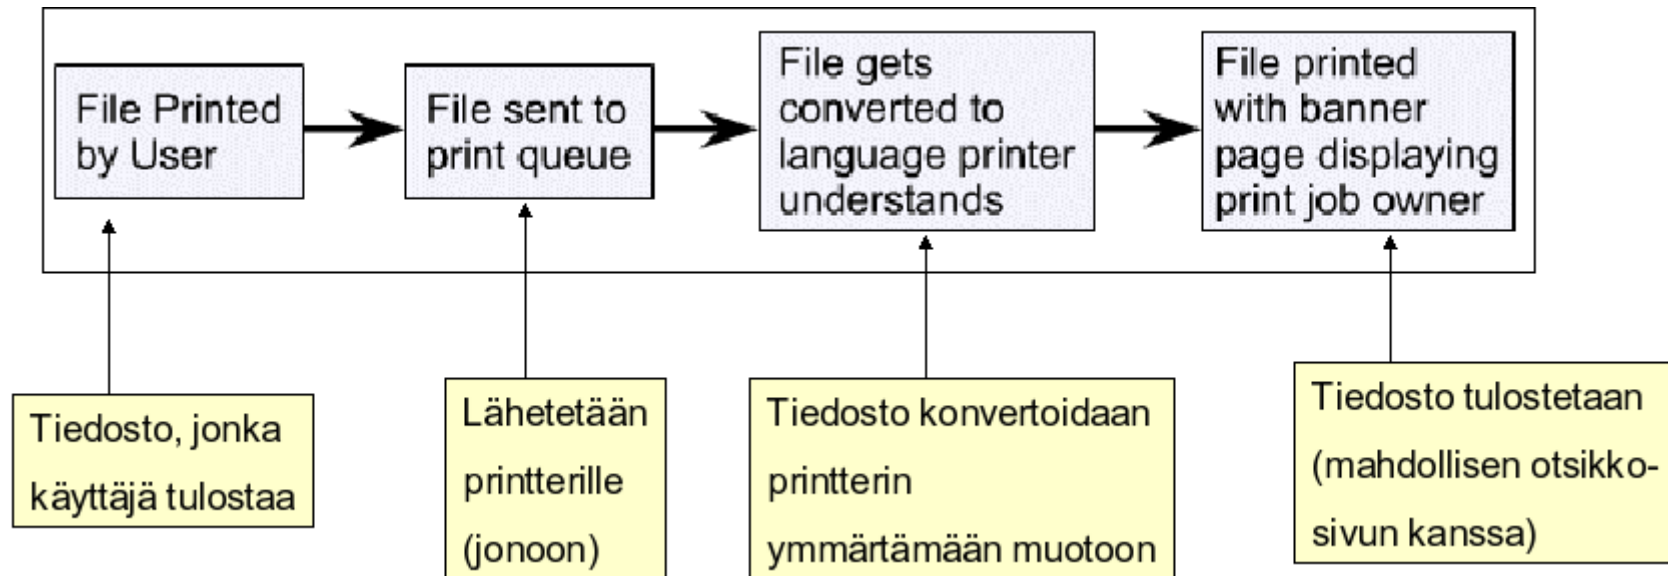 File Printed
by User
File sent to
print queue
File gets
converted to
language printer
understands
File printed
with banner
page displaying
print job owner
Tiedosto, jonka
käyttäjä tulostaa
Lähetetään
printterille
(jonoon)
Tiedosto konvertoidaan
printterin
ymmärtämään muotoon
Tiedosto tulostetaan
(mahdollisen otsikko-
sivun kanssa)